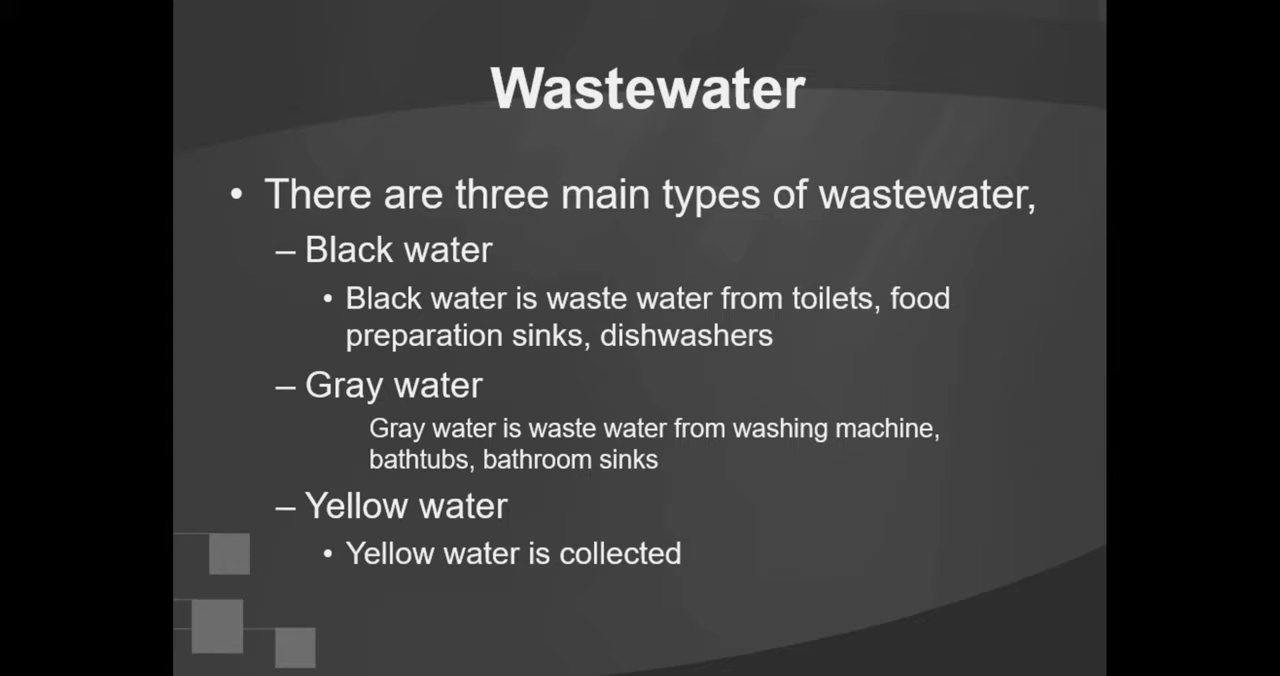 Wastewater
• There are three main types of wastewater,
– Black water
• Black water is waste water from toilets, food
preparation sinks, dishwashers
– Gray water
Gray water is waste water from washing machine,
bathtubs, bathroom sinks
– Yellow water
• Yellow water is collected